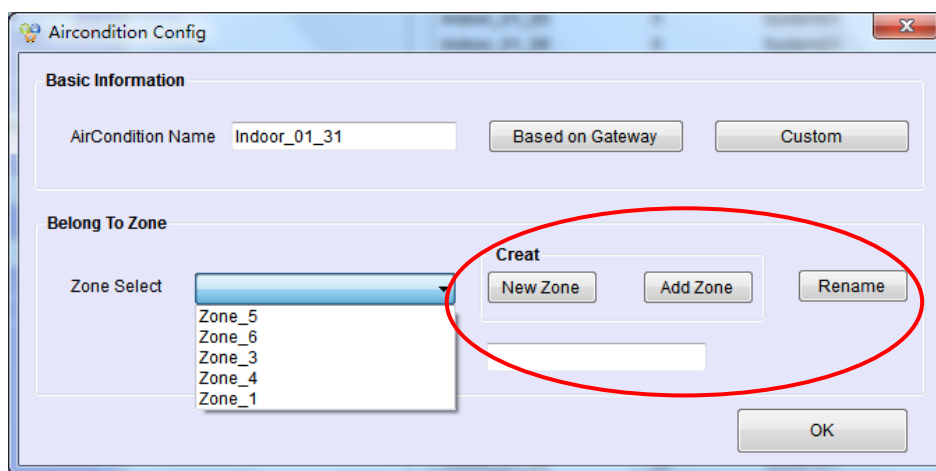 Aircondition Config
Basic Information
AirCondition Name Indoor_01_31 Based on Gateway Custom
Belong To Zone
Creat
Zone Select New Zone Add Zone Rename
Zone_5
Zone_6
Zone_3
Zone_4
Zone_1
OK